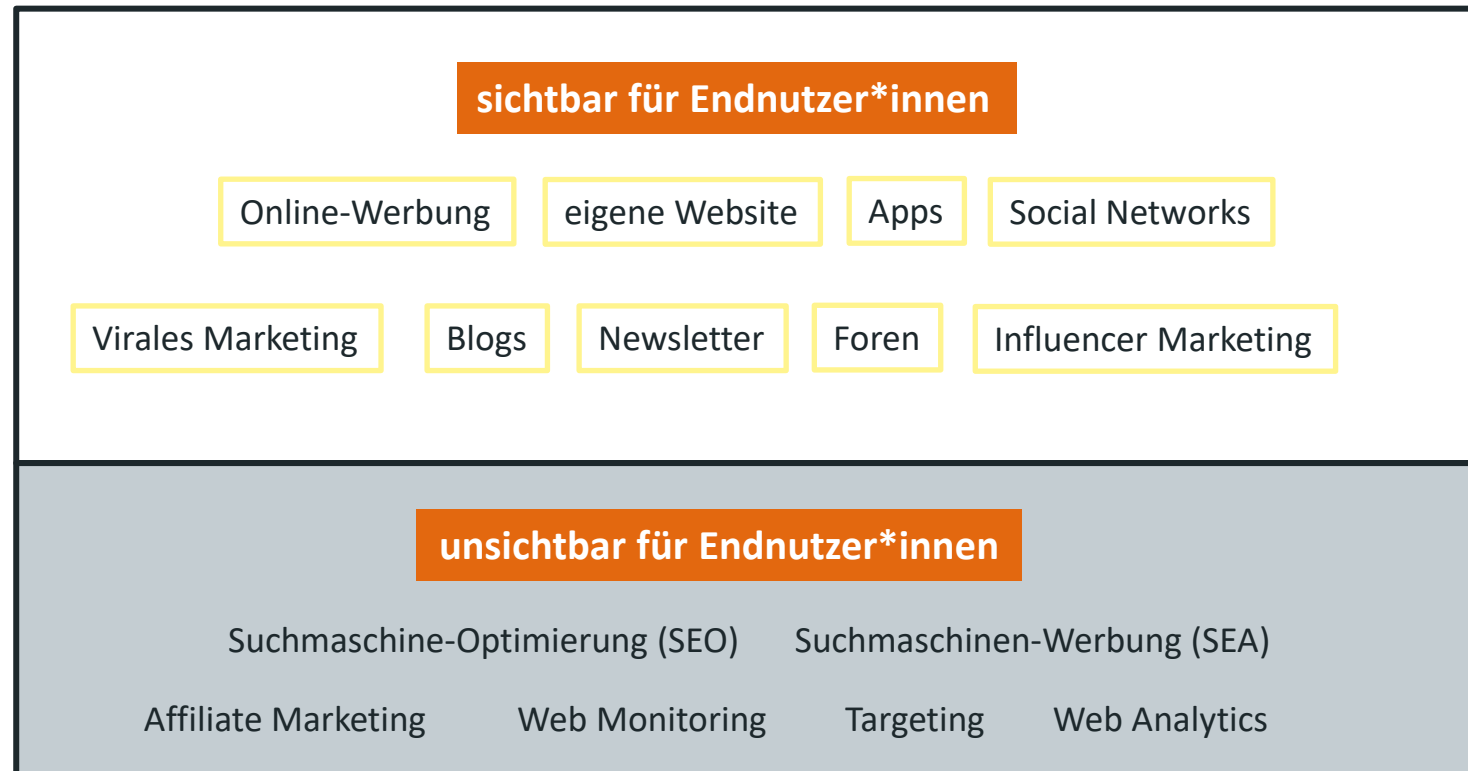 sichtbar für Endnutzer*innen
Online-Werbung eigene Website Apps Social Networks
Virales Marketing Blogs Newsletter Foren Influencer Marketing
unsichtbar für Endnutzer*innen
Suchmaschine-Optimierung (SEO) Suchmaschinen-Werbung (SEA)
Affiliate Marketing Web Monitoring Targeting Web Analytics